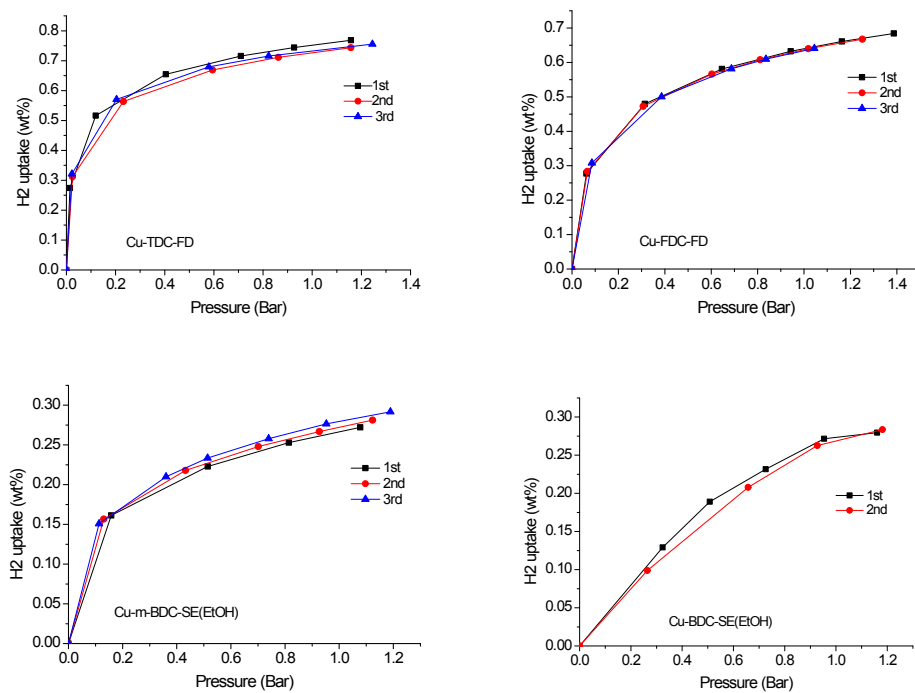 0.8
0.7
0.6
0.5
0.4
0.3
0.2
0.1
0.0
H2 uptake (wt%)
1st
2nd
3rd
Cu-TDC-FD
0.0 0.2 0.4 0.6 0.8 1.0 1.2 1.4
Pressure (Bar)
0.7
0.6
0.5
0.4
0.3
0.2
0.1
0.0
H2 uptake (wt%)
1st
2nd
3rd
Cu-FDC-FD
0.0 0.2 0.4 0.6 0.8 1.0 1.2 1.4
Pressure (Bar)
0.30
0.25
0.20
0.15
0.10
0.05
0.00
H2 uptake (wt%)
1st
2nd
3rd
Cu-m-BDC-SE(EtOH)
0.0 0.2 0.4 0.6 0.8 1.0 1.2
Pressure (Bar)
0.30
0.25
0.20
0.15
0.10
0.05
0.00
H2 uptake (wt%)
1st
2nd
Cu-BDC-SE(EtOH)
0.0 0.2 0.4 0.6 0.8 1.0 1.2
Pressure (Bar)